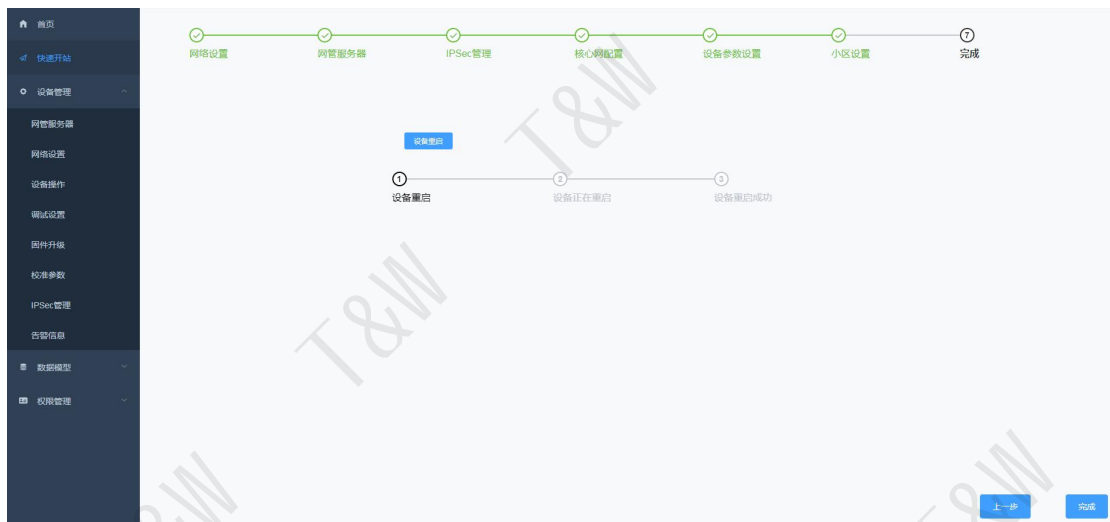 首页
快速开站
设备管理
网管服务器
网络设置
设备操作
调试设置
固件升级
校准参数
IPSec管理
告警信息
数据模型
权限管理
7
网络设置 网管服务器 IPSec管理 核心网配置 设备参数设置 小区设置 完成
设备重启
1 2 3
设备重启 设备正在重启 设备重启成功
T&W
T&W
&W
&W
上一步 完成